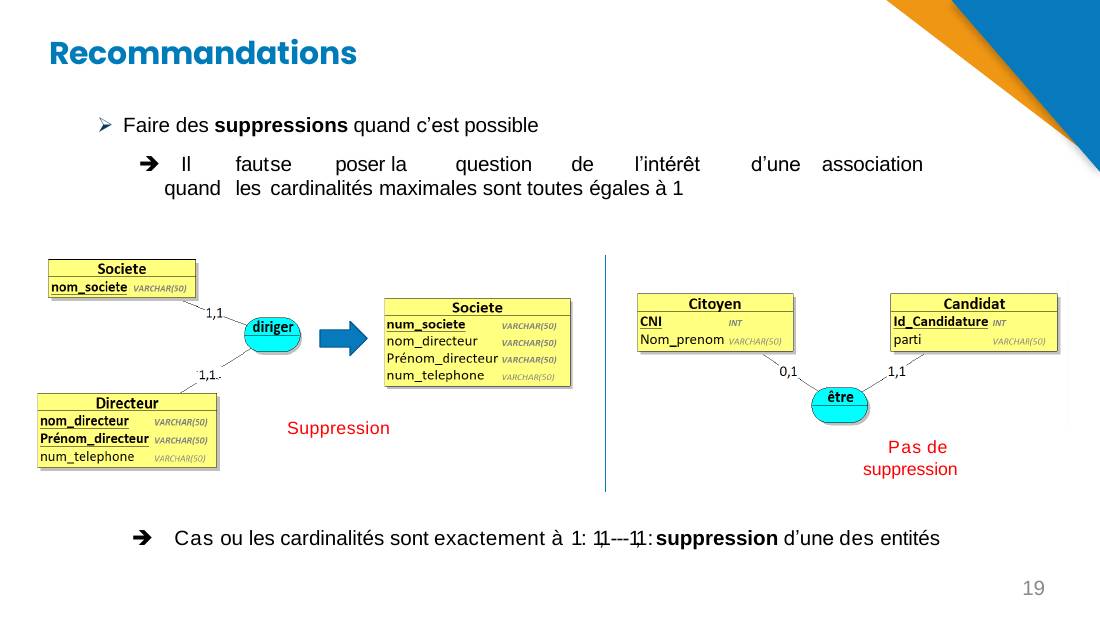 Recommandations
➢ Faire des suppressions quand c’est possible
➔ Il faut se poser la question de l’intérêt d’une association
quand les cardinalités maximales sont toutes égales à 1
Societe
nom_societe VARCHAR(50)
1,1
diriger
1,1
Directeur
nom_directeur VARCHAR(50)
Prénom_directeur VARCHAR(50)
num_telephone VARCHAR(50)
Societe
num_societe VARCHAR(50)
nom_directeur VARCHAR(50)
Prénom_directeur VARCHAR(50)
num_telephone VARCHAR(50)
Suppression
Citoyen
CNI INT
Nom_prenom VARCHAR(50)
Candidat
Id_Candidature INT
parti VARCHAR(50)
0,1
1,1
être
Pas de
suppression
➔ Cas ou les cardinalités sont exactement à 1: 1,1---1,1: suppression d’une des entités
19